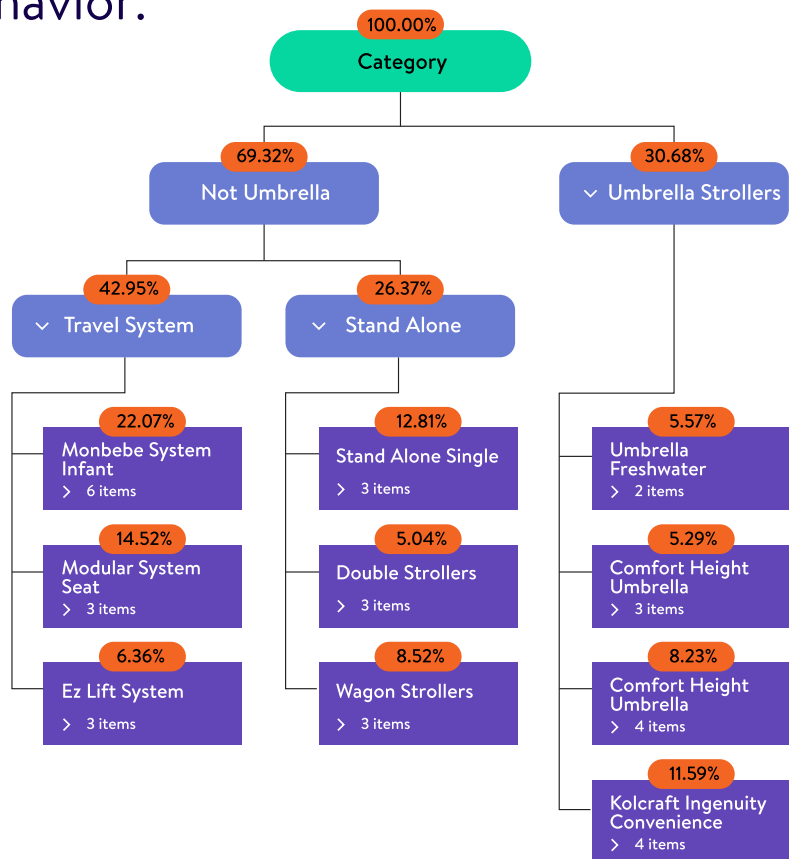 havior.
100.00%
Category
69.32%
Not Umbrella
30.68%
Umbrella Strollers
42.95%
Travel System
26.37%
Stand Alone
22.07%
Monbebe System
Infant
6 items
14.52%
Modular System
Seat
3 items
6.36%
Ez Lift System
3 items
12.81%
Stand Alone Single
3 items
5.04%
Double Strollers
3 items
8.52%
Wagon Strollers
3 items
5.57%
Umbrella
Freshwater
2 items
5.29%
Comfort Height
Umbrella
3 items
8.23%
Comfort Height
Umbrella
4 items
11.59%
Kolcraft Ingenuity
Convenience
4 items